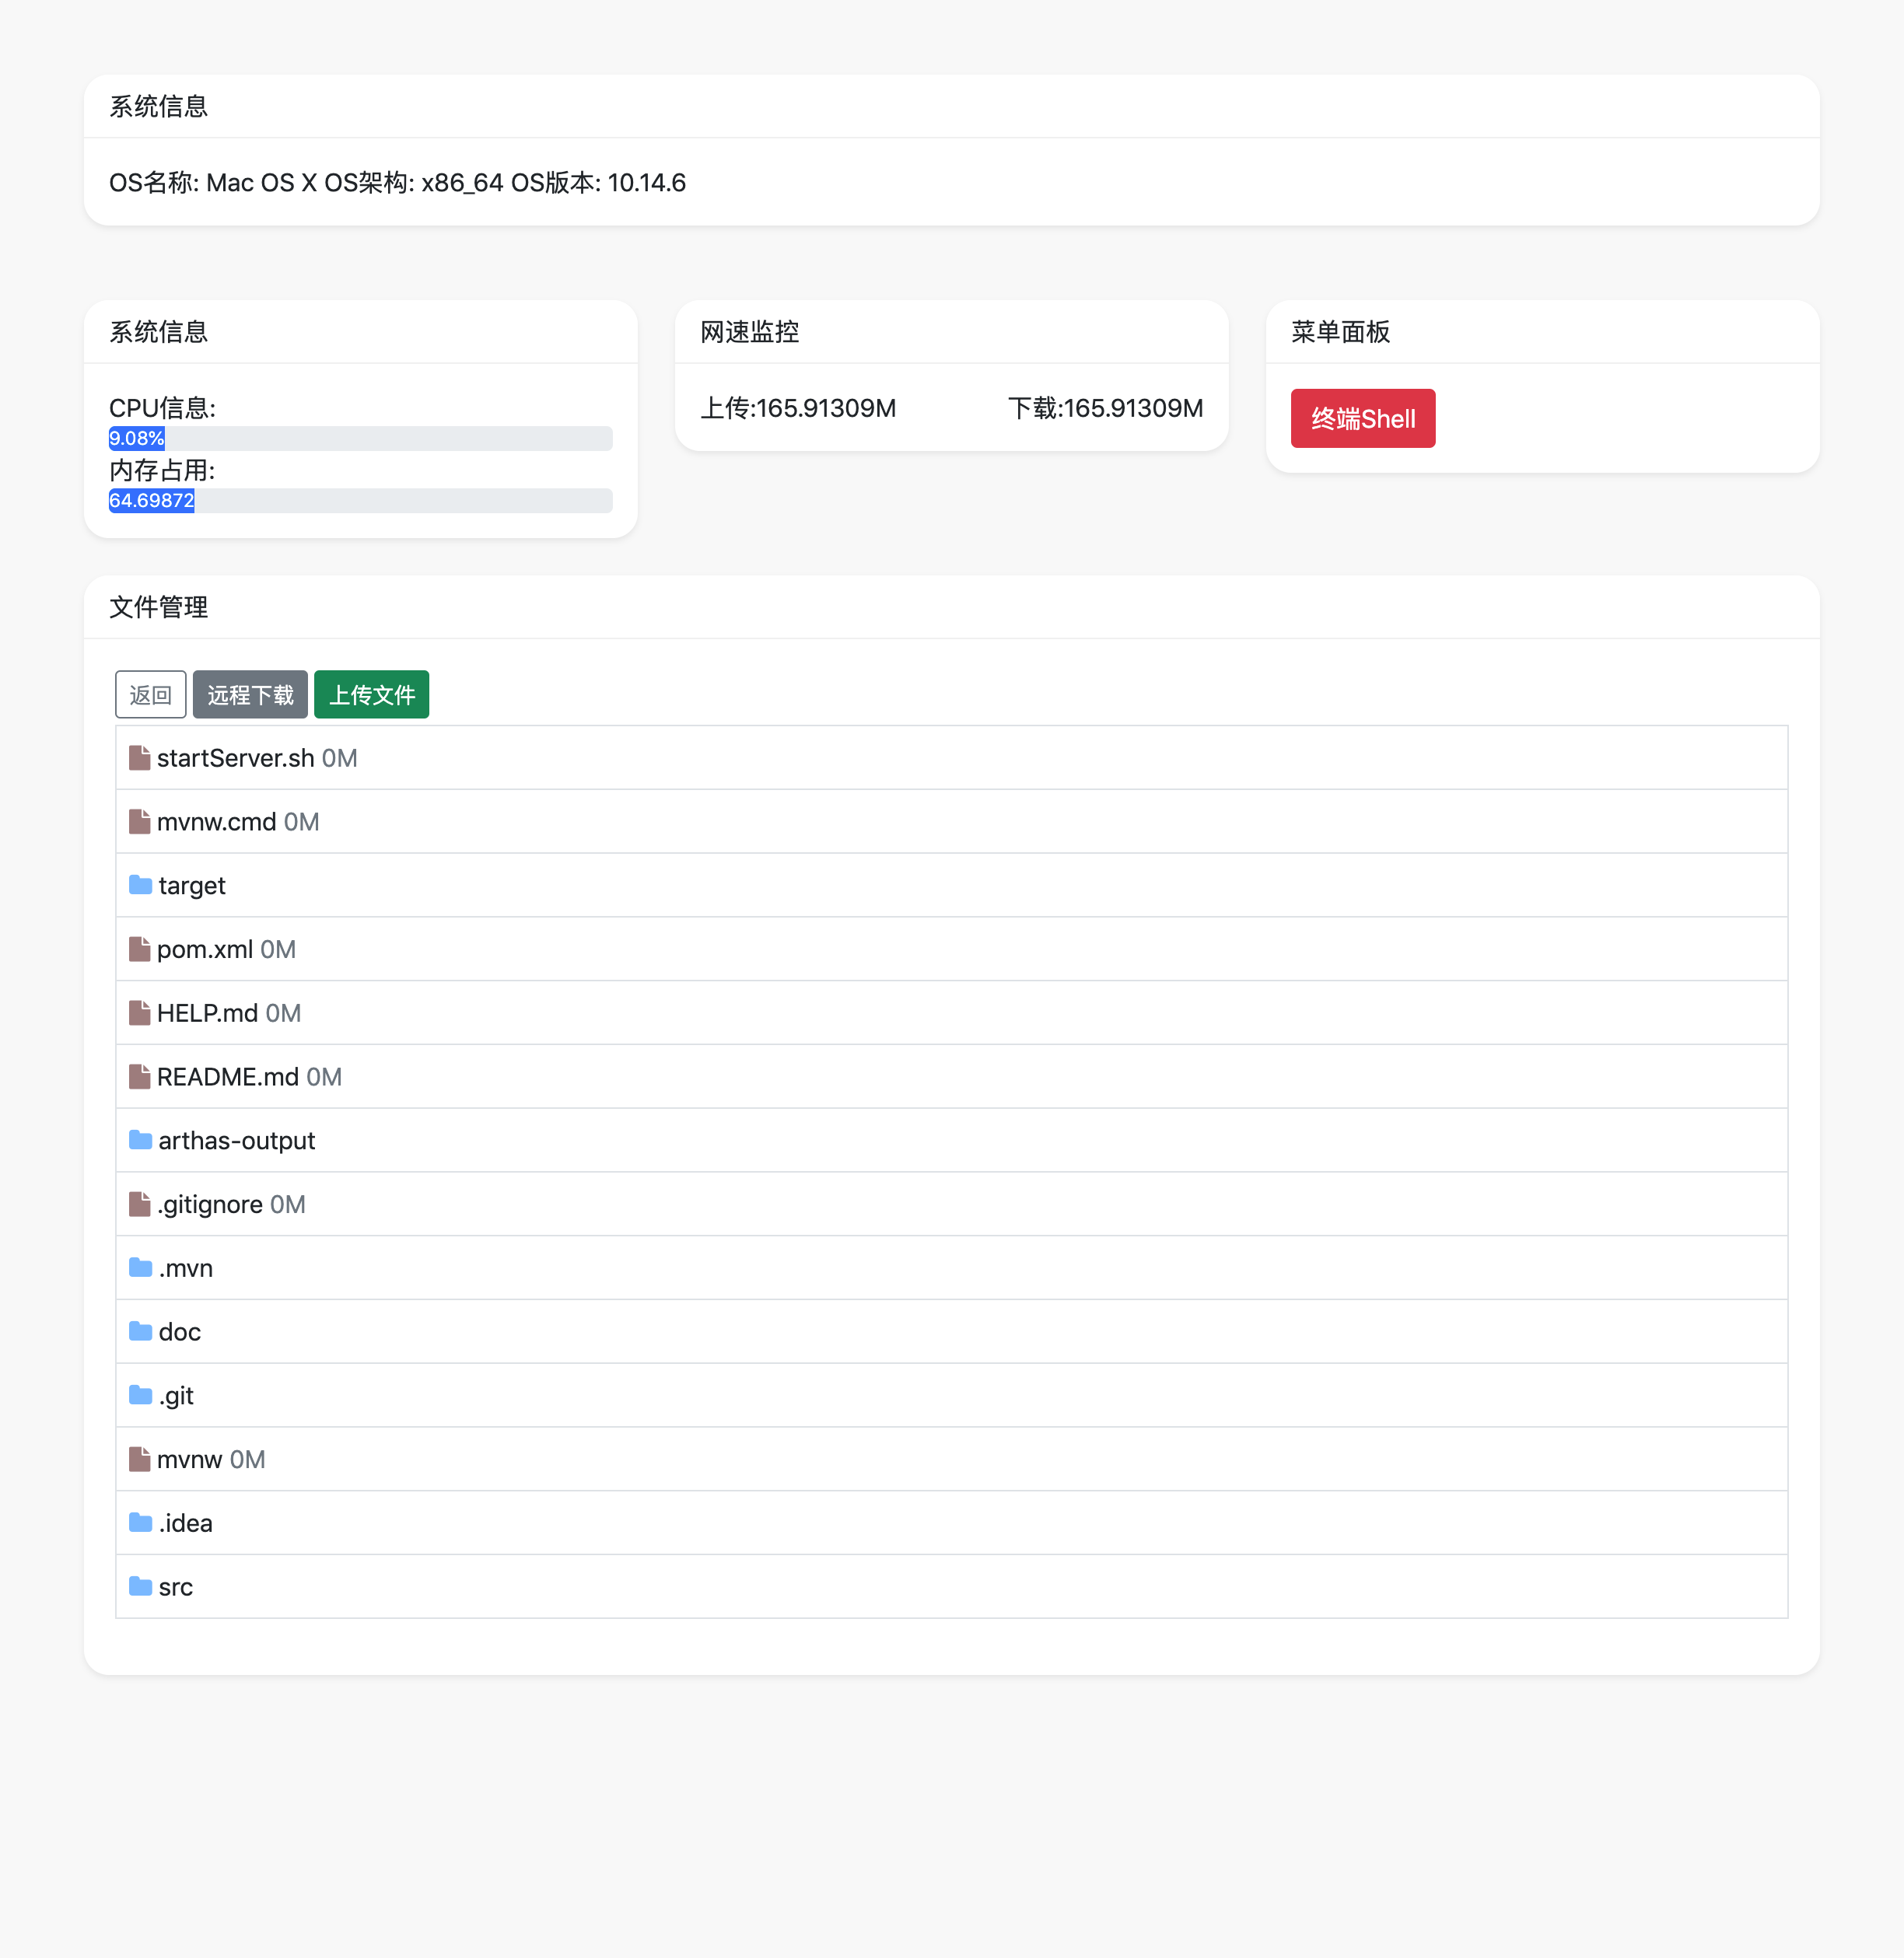 系统信息
OS名称: Mac OS X OS架构: x86_64 OS版本: 10.14.6
系统信息
CPU信息:
9.08%
内存占用:
64.69872
网速监控
上传:165.91309M 下载:165.91309M
菜单面板
终端Shell
文件管理
返回 远程下载 上传文件
startServer.sh 0M
mvnw.cmd 0M
target
pom.xml 0M
HELP.md 0M
README.md 0M
arthas-output
.gitignore 0M
.mvn
doc
.git
mvnw 0M
.idea
src